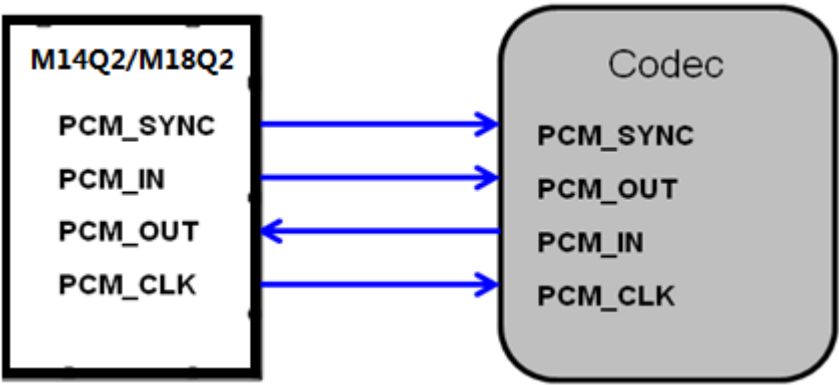 M14Q2/M18Q2
PCM_SYNC
PCM_IN
PCM_OUT
PCM_CLK
Codec
PCM_SYNC
PCM_OUT
PCM_IN
PCM_CLK